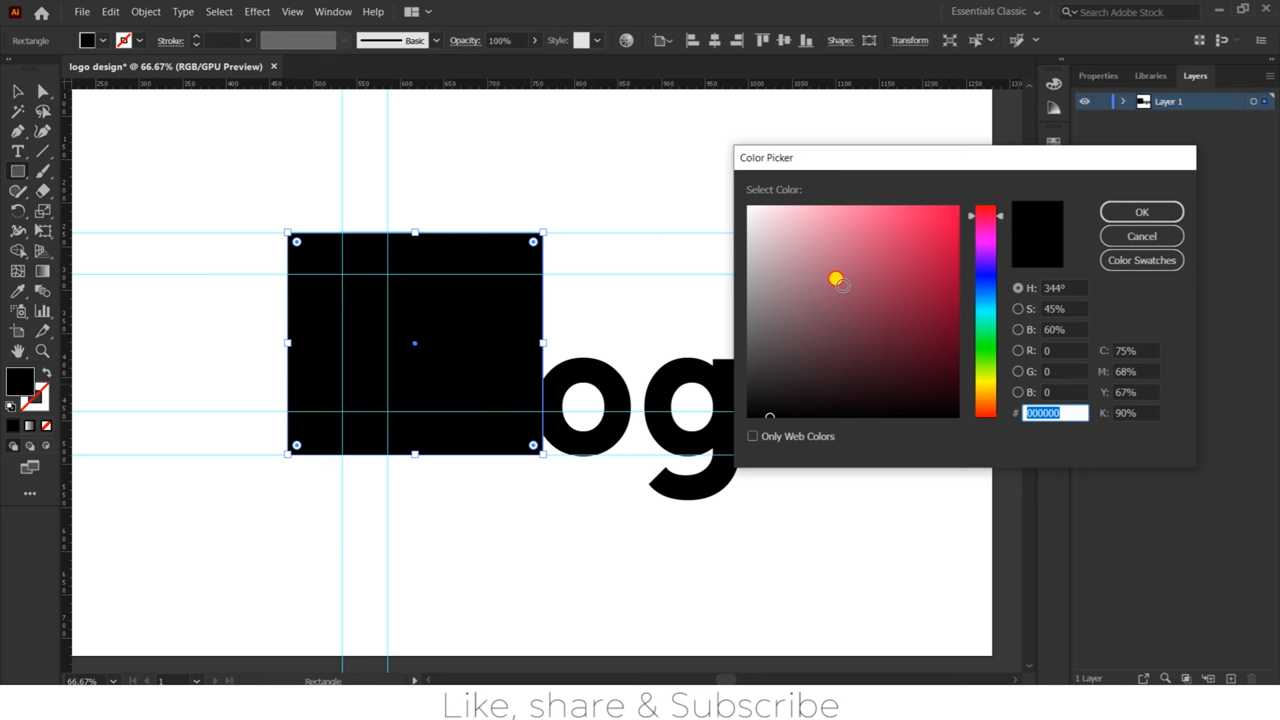 Ai File Edit Object Type Select Effect View Window Help Essentials Classic Search Adobe Stock
Rectangle Stroke: Basic Opacity: 100% Style: Shape: Transform
logo design* @ 66.67% (RGB/GPU Preview) ×
Properties Libraries Layers
Layer 1
Color Picker
Select Color:
OK
Cancel
Color Swatches
H: 344º
S: 45%
B: 60%
R: 0 C: 75%
G: 0 M: 68%
B: 0 Y: 67%
# 000000 K: 90%
Only Web Colors
og
66.67% 1 Rectangle 1 Layer
Like, share & Subscribe